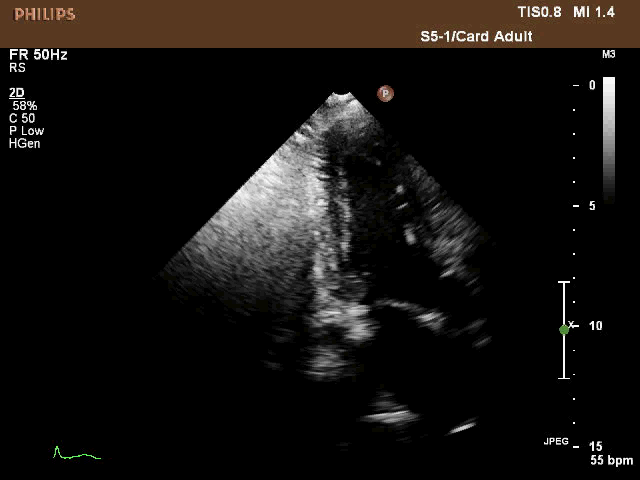 PHILIPS
TIS0.8 MI 1.4
S5-1/Card Adult
FR 50Hz
RS
2D
58%
C 50
P Low
HGen
M3
P
0
5
X
10
JPEG
15
55 bpm